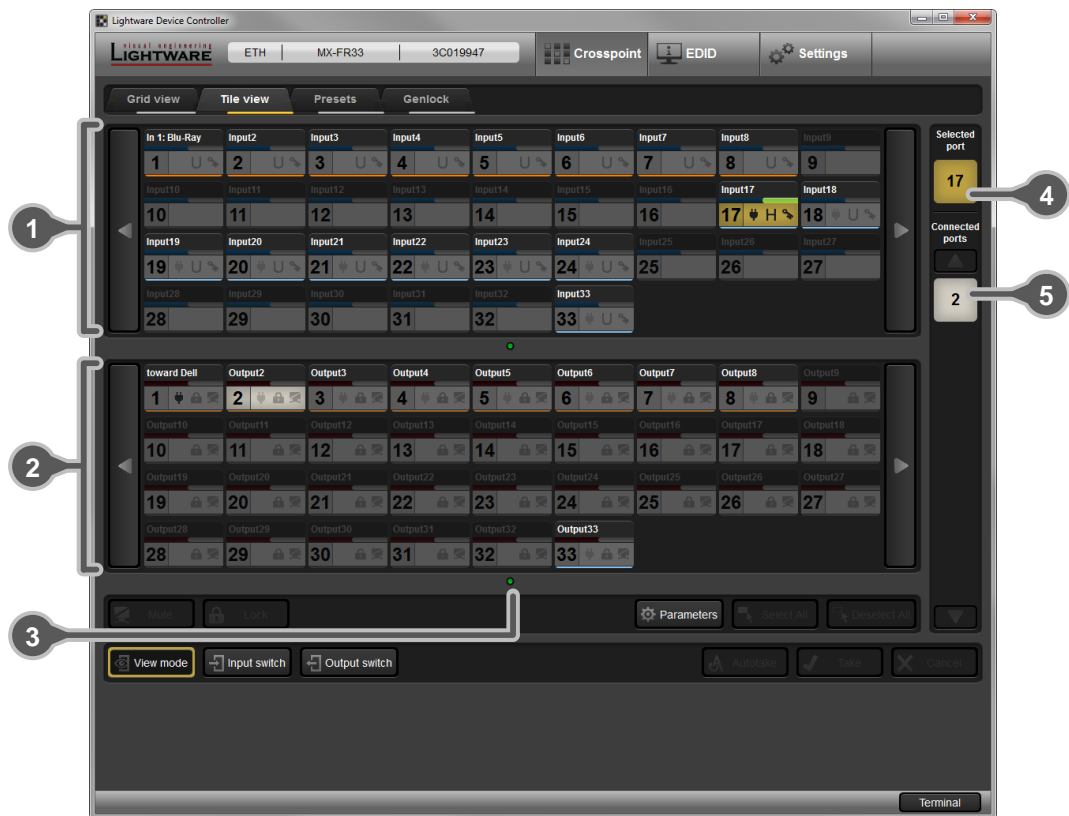 Lightware Device Controller
visual engineering
LIGHTWARE ETH MX-FR33 3C019947 Crosspoint EDID Settings
Grid view Tile view Presets Genlock
In 1: Blu-Ray Input2 Input3 Input4 Input5 Input6 Input7 Input8 Input9
1 2 3 4 5 6 7 8 9
Input10 Input11 Input12 Input13 Input14 Input15 Input16 Input17 Input18
10 11 12 13 14 15 16 17 18
Input19 Input20 Input21 Input22 Input23 Input24 Input25 Input26 Input27
19 20 21 22 23 24 25 26 27
Input28 Input29 Input30 Input31 Input32 Input33
28 29 30 31 32 33
Selected port
17
Connected ports
2
toward Dell Output2 Output3 Output4 Output5 Output6 Output7 Output8 Output9
1 2 3 4 5 6 7 8 9
Output10 Output11 Output12 Output13 Output14 Output15 Output16 Output17 Output18
10 11 12 13 14 15 16 17 18
Output19 Output20 Output21 Output22 Output23 Output24 Output25 Output26 Output27
19 20 21 22 23 24 25 26 27
Output28 Output29 Output30 Output31 Output32 Output33
28 29 30 31 32 33
Mute Lock Parameters Select All Deselect All
View mode Input switch Output switch Autotake Take Cancel
Terminal
1
2
3
4
5